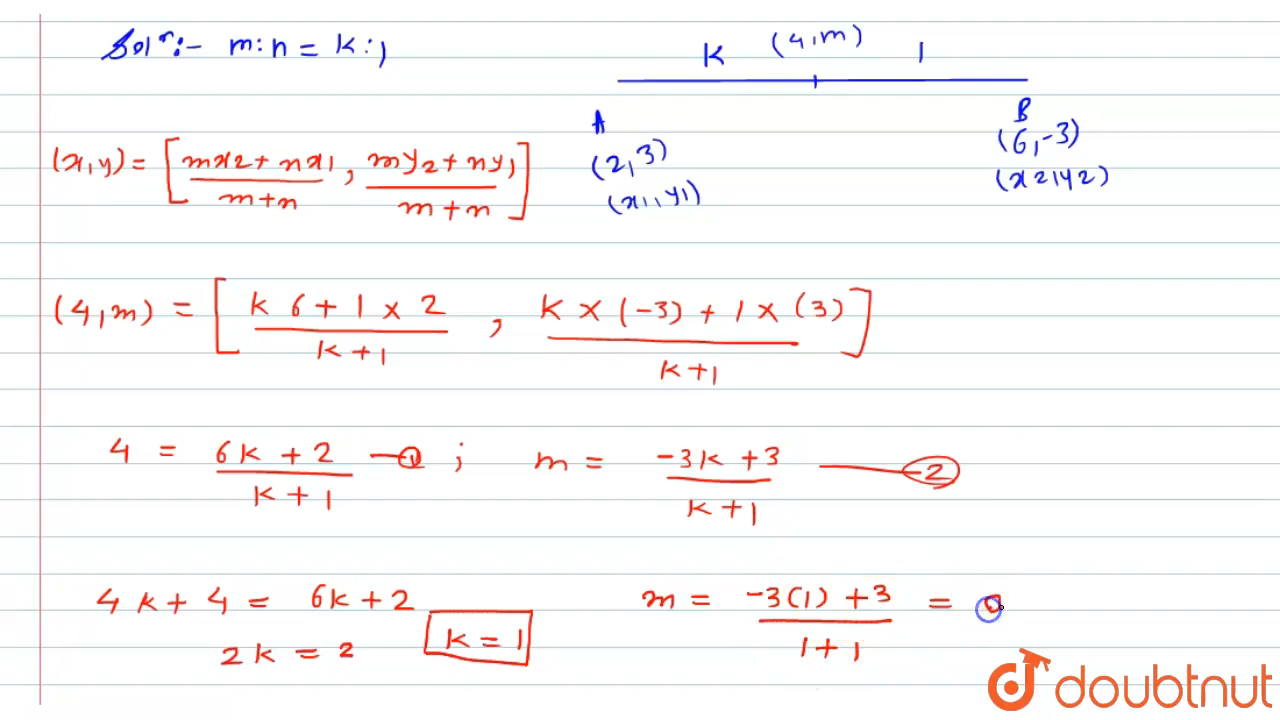 Solⁿ:- m:n = k:1
K (4,m) 1
A B
(2,3) (6,-3)
(x1,y1) (x2,y2)
(x,y) = [(mx2 + nx1)/(m+n), (my2 + ny1)/(m+n)]
(4,m) = [(k 6 + 1 × 2)/(k+1), (k × (-3) + 1 × (3))/(k+1)]
4 = (6k + 2)/(k + 1) —① ; m = (-3k + 3)/(k + 1) —②
4k + 4 = 6k + 2 m = (-3(1) + 3)/(1 + 1) = 0
2k = 2 k = 1
doubtnut